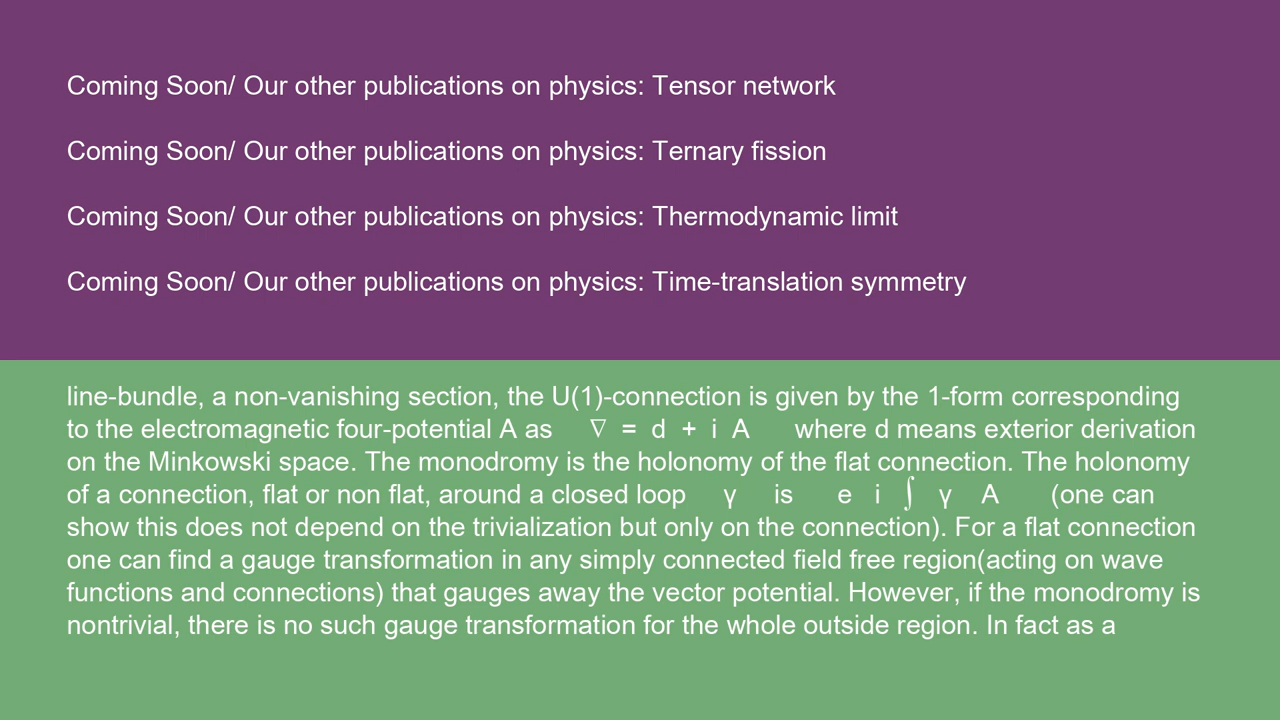 Coming Soon/ Our other publications on physics: Tensor network
Coming Soon/ Our other publications on physics: Ternary fission
Coming Soon/ Our other publications on physics: Thermodynamic limit
Coming Soon/ Our other publications on physics: Time-translation symmetry
line-bundle, a non-vanishing section, the U(1)-connection is given by the 1-form corresponding
to the electromagnetic four-potential A as ∇ = d + i A where d means exterior derivation
on the Minkowski space. The monodromy is the holonomy of the flat connection. The holonomy
of a connection, flat or non flat, around a closed loop γ is e i ∫ γ A (one can
show this does not depend on the trivialization but only on the connection). For a flat connection
one can find a gauge transformation in any simply connected field free region(acting on wave
functions and connections) that gauges away the vector potential. However, if the monodromy is
nontrivial, there is no such gauge transformation for the whole outside region. In fact as a